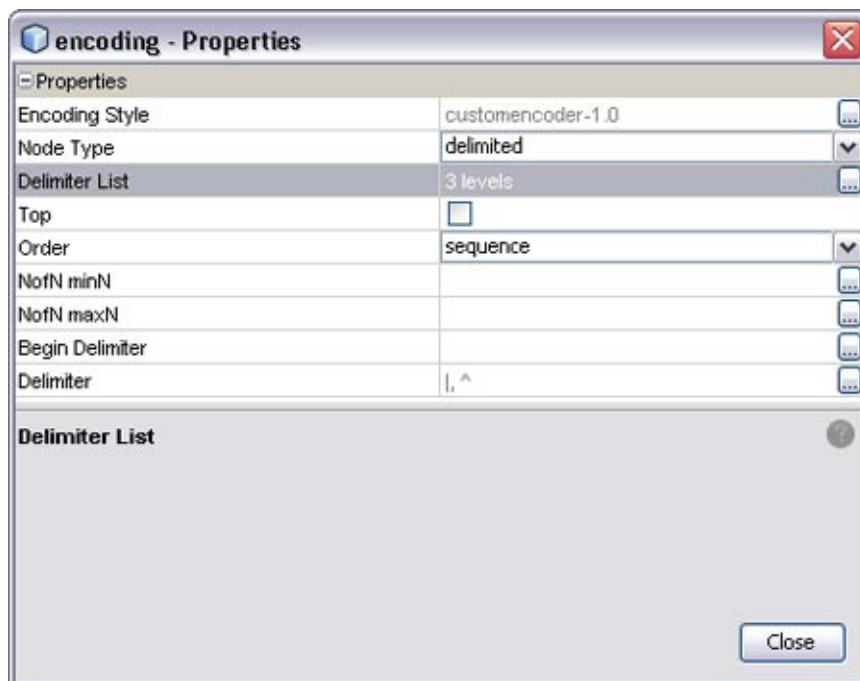 encoding - Properties
Properties
Encoding Style customencoder-1.0 ...
Node Type delimited
Delimiter List 3 levels ...
Top
Order sequence
NofN minN ...
NofN maxN ...
Begin Delimiter ...
Delimiter |, ^ ...
Delimiter List ?
Close